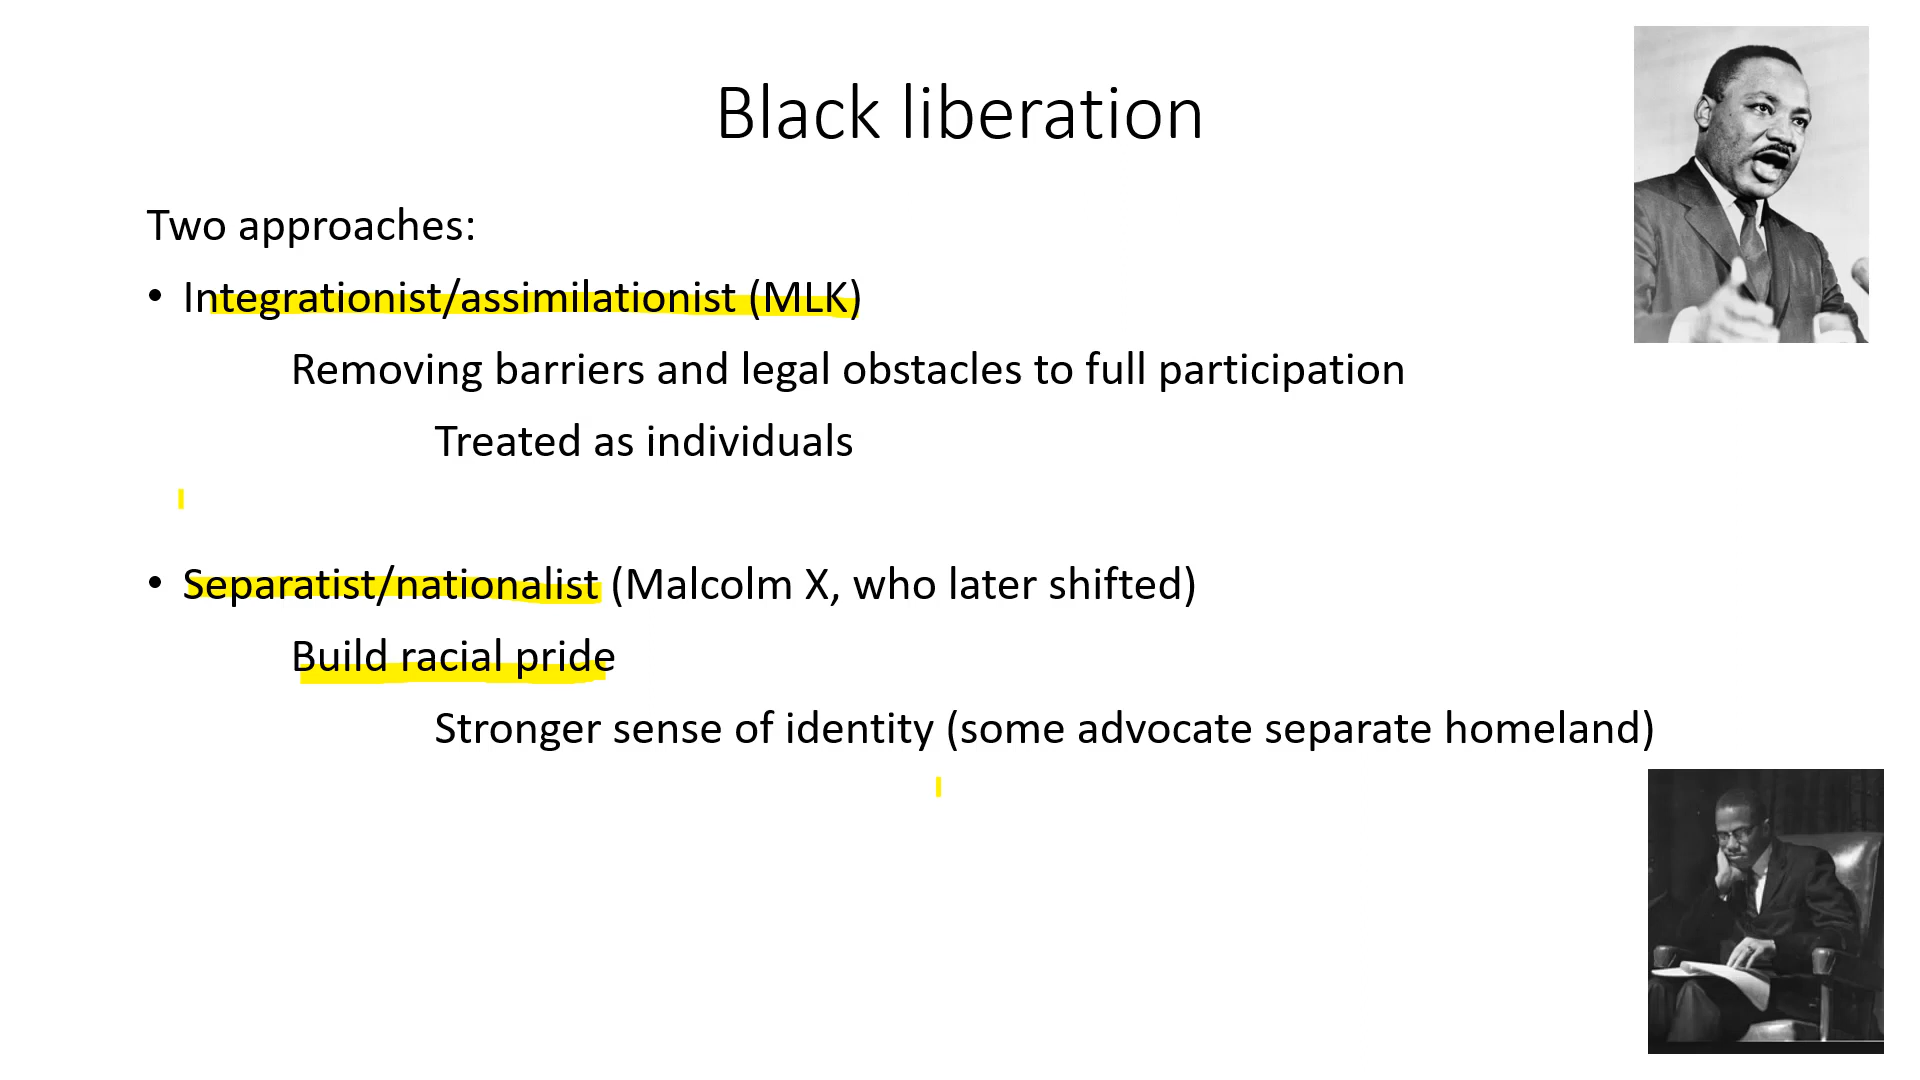 Black liberation
Two approaches:
• Integrationist/assimilationist (MLK)
Removing barriers and legal obstacles to full participation
Treated as individuals
• Separatist/nationalist (Malcolm X, who later shifted)
Build racial pride
Stronger sense of identity (some advocate separate homeland)